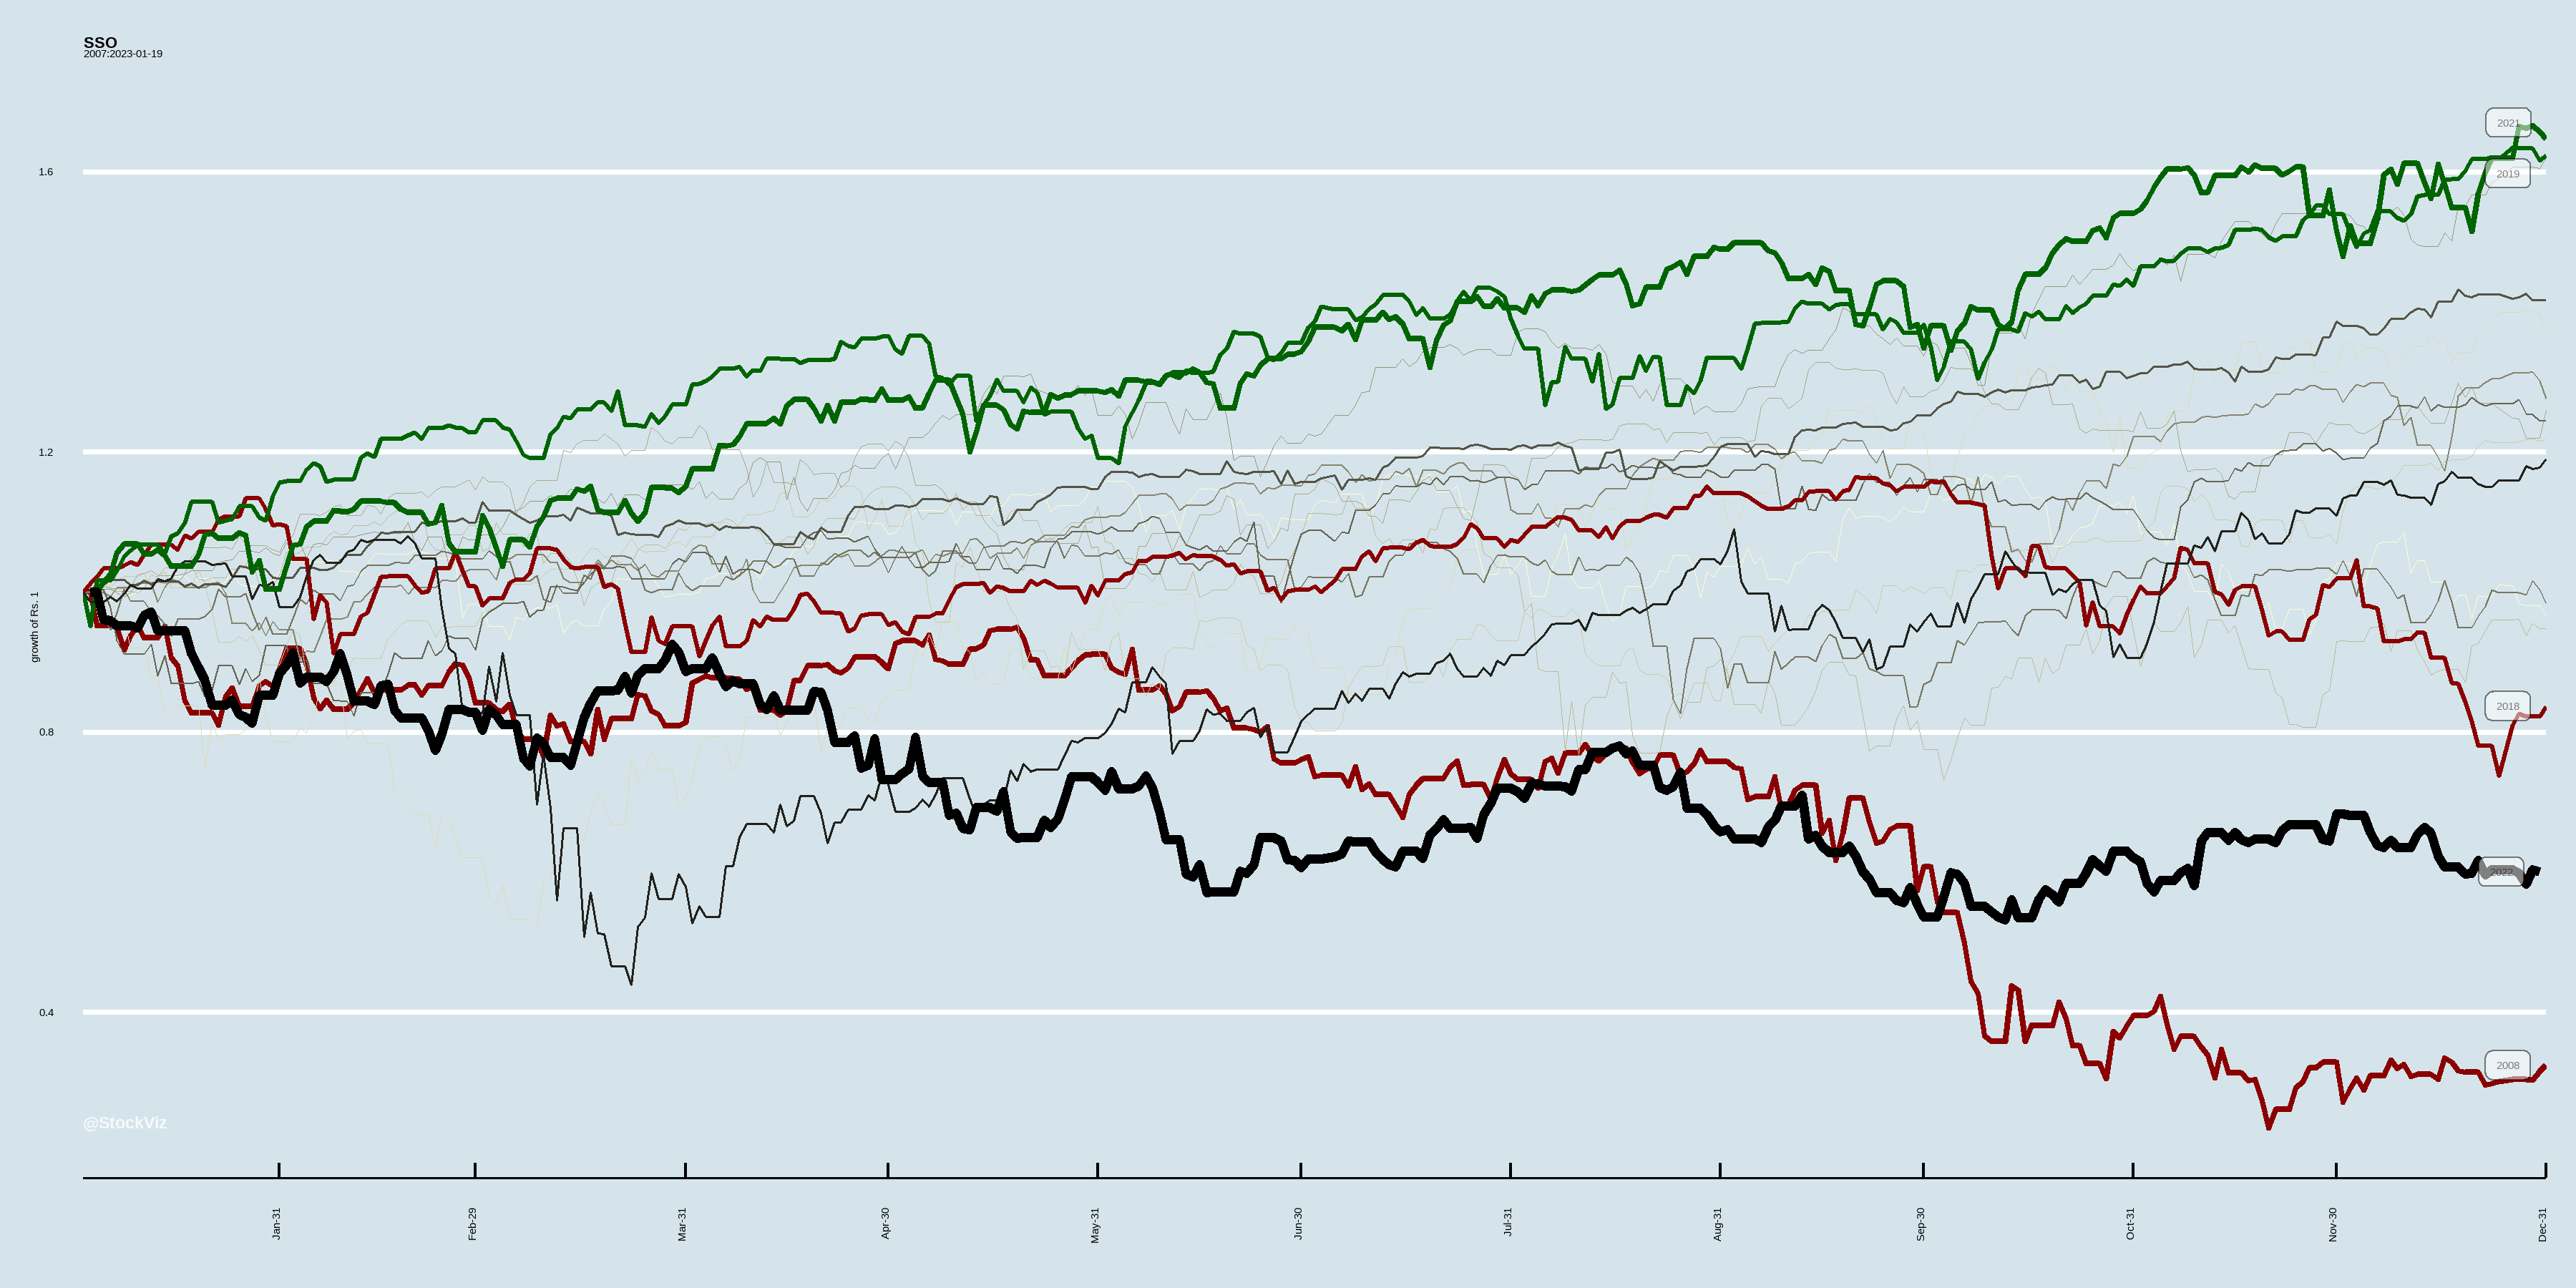 SSO
2007:2023-01-19
2021
1.6
2019
1.2
growth of Rs. 1
2018
0.8
2022
0.4
2008
@StockViz
Jan-31
Feb-29
Mar-31
Apr-30
May-31
Jun-30
Jul-31
Aug-31
Sep-30
Oct-31
Nov-30
Dec-31